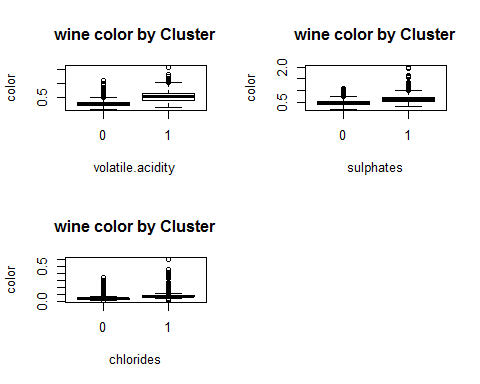 wine color by Cluster
color
0.5
0 1
volatile.acidity
wine color by Cluster
color
2.0
0.5
0 1
sulphates
wine color by Cluster
color
0.5
0.0
0 1
chlorides